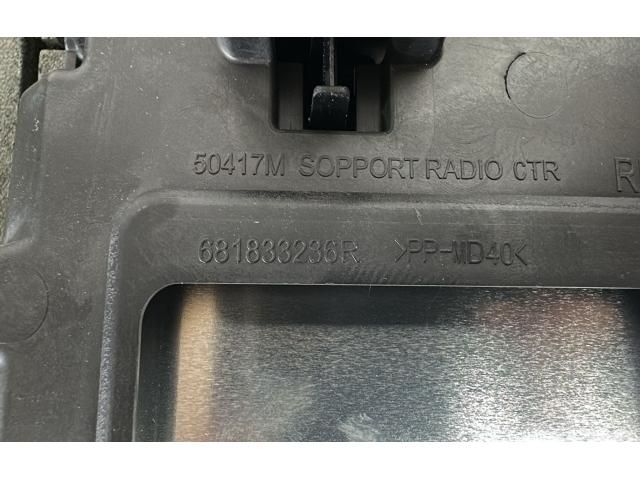 50417M SOPPORT RADIO CTR
681833236R >PP-MD40<